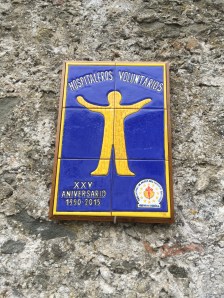 HOSPITALEROS VOLUNTARIOS
XXV
ANIVERSARIO
1990-2015